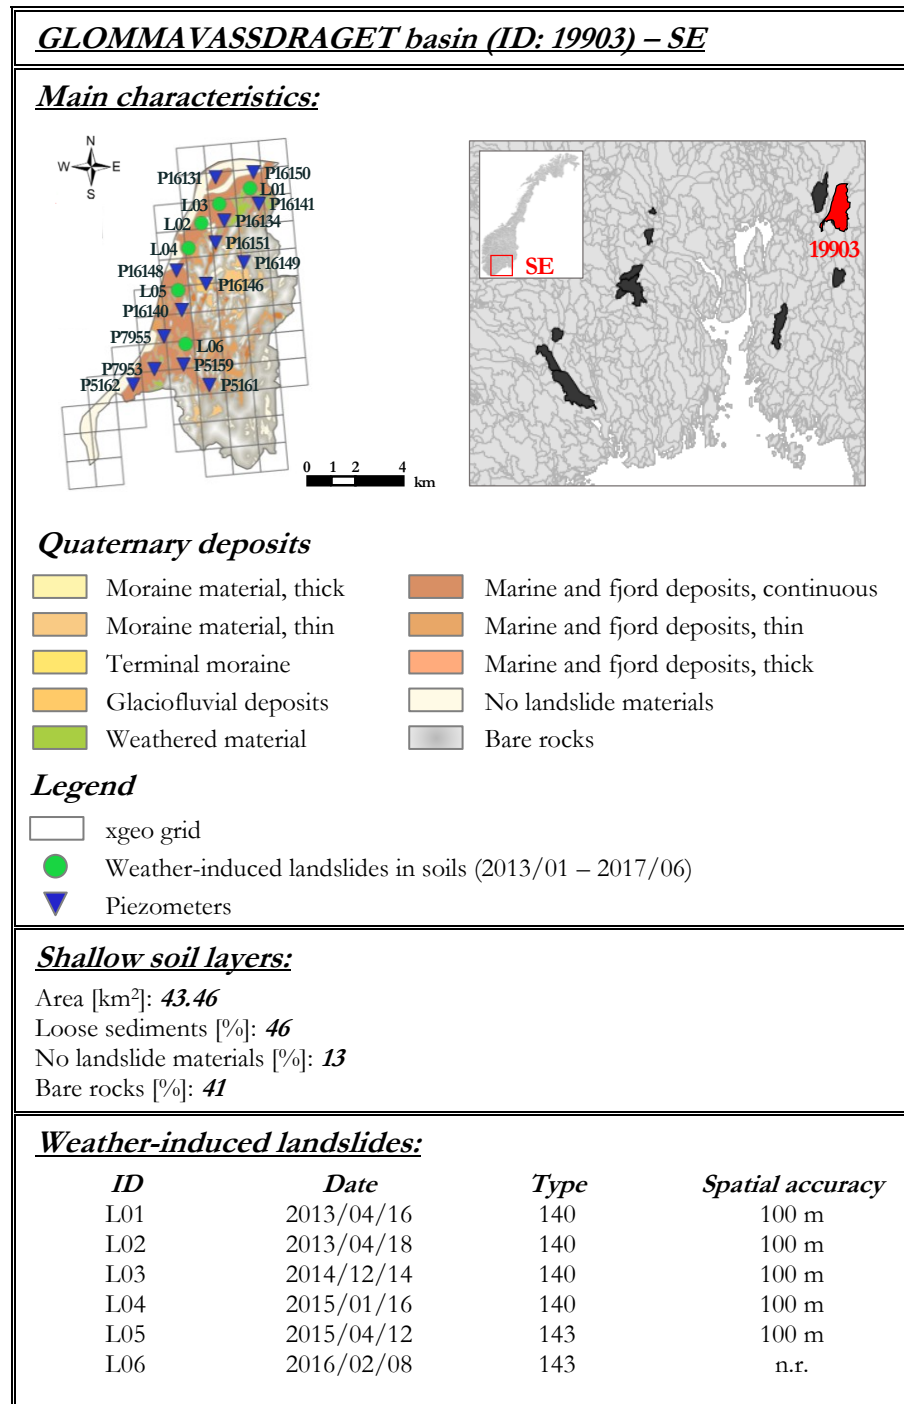 GLOMMAVASSDRAGET basin (ID: 19903) – SE
Main characteristics:
N
W E
S
P16131
P16150
L01
L03
P16141
L02
P16134
L04
P16151
P16148
P16149
L05
P16146
P16140
P7955
L06
P7953
P5159
P5162
P5161
0 1 2 4
km
SE
19903
Quaternary deposits
Moraine material, thick Marine and fjord deposits, continuous
Moraine material, thin Marine and fjord deposits, thin
Terminal moraine Marine and fjord deposits, thick
Glaciofluvial deposits No landslide materials
Weathered material Bare rocks
Legend
xgeo grid
Weather-induced landslides in soils (2013/01 – 2017/06)
Piezometers
Shallow soil layers:
Area [km²]: 43.46
Loose sediments [%]: 46
No landslide materials [%]: 13
Bare rocks [%]: 41
Weather-induced landslides:
ID Date Type Spatial accuracy
L01 2013/04/16 140 100 m
L02 2013/04/18 140 100 m
L03 2014/12/14 140 100 m
L04 2015/01/16 140 100 m
L05 2015/04/12 143 100 m
L06 2016/02/08 143 n.r.